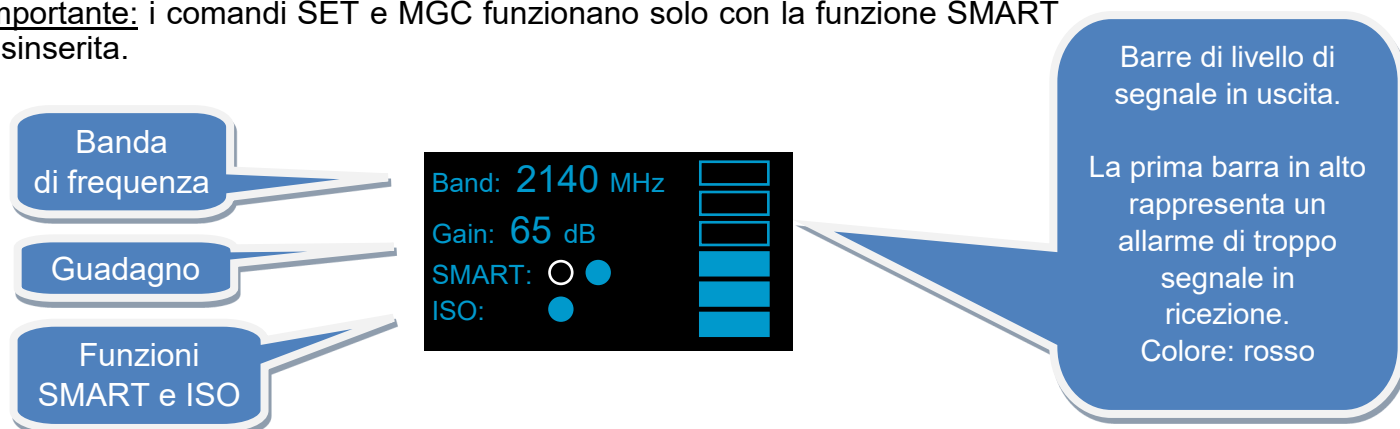 mportante: i comandi SET e MGC funzionano solo con la funzione SMART
sinserita.
Banda
di frequenza
Guadagno
Funzioni
SMART e ISO
Band: 2140 MHz
Gain: 65 dB
SMART:
ISO:
Barre di livello di
segnale in uscita.
La prima barra in alto
rappresenta un
allarme di troppo
segnale in
ricezione.
Colore: rosso